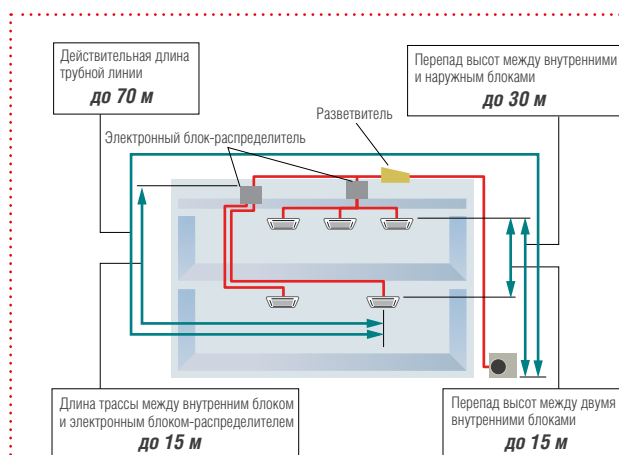 Действительная длина
трубной линии
до 70 м
Перепад высот между внутренними
и наружным блоками
до 30 м
Разветвитель
Электронный блок-распределитель
Длина трассы между внутренним блоком
и электронным блоком-распределителем
до 15 м
Перепад высот между двумя
внутренними блоками
до 15 м